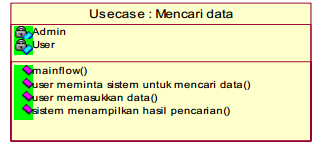 Usecase : Mencari data
Admin
User
mainflow()
user meminta sistem untuk mencari data()
user memasukkan data()
sistem menampilkan hasil pencarian()